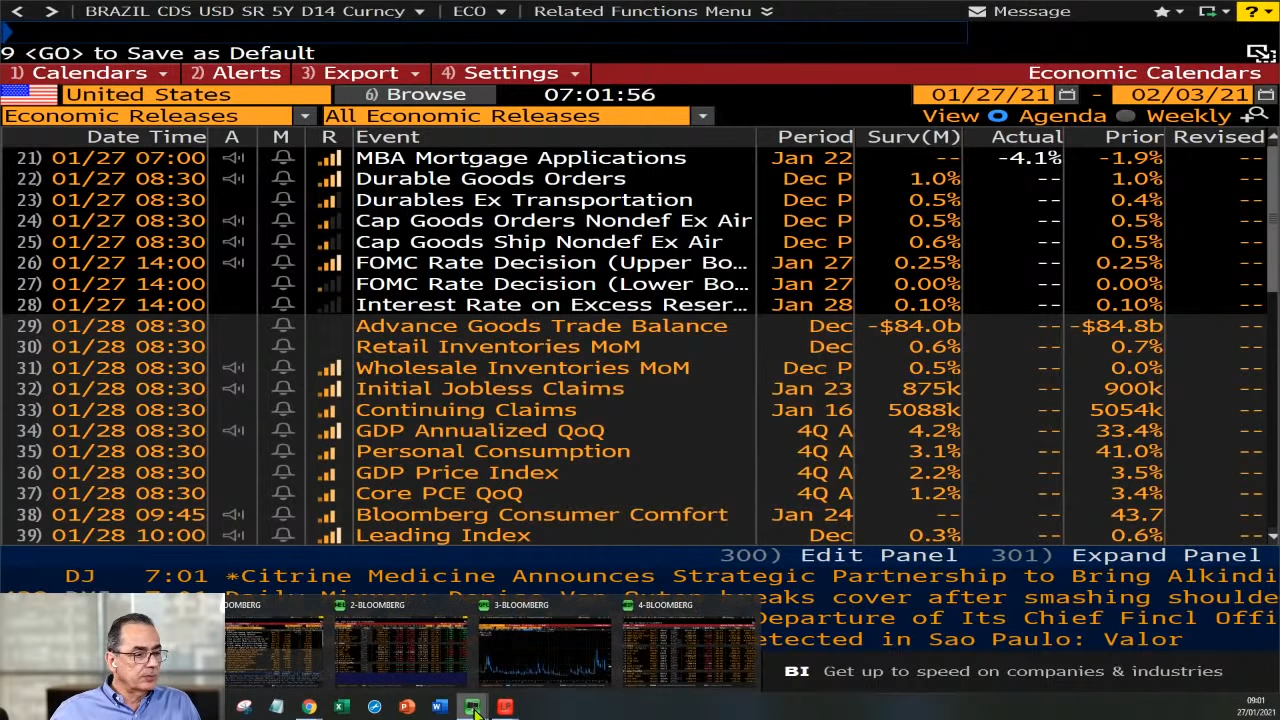 BRAZIL CDS USD SR 5Y D14 Curncy ECO Related Functions Menu Message ?
9 <GO> to Save as Default
1) Calendars 2) Alerts 3) Export 4) Settings Economic Calendars
United States 6) Browse 07:01:56 01/27/21 - 02/03/21
Economic Releases All Economic Releases View Agenda Weekly
Date Time A M R Event Period Surv(M) Actual Prior Revised
21) 01/27 07:00 MBA Mortgage Applications Jan 22 -- -4.1% -1.9% --
22) 01/27 08:30 Durable Goods Orders Dec P 1.0% -- 1.0% --
23) 01/27 08:30 Durables Ex Transportation Dec P 0.5% -- 0.4% --
24) 01/27 08:30 Cap Goods Orders Nondef Ex Air Dec P 0.5% -- 0.5% --
25) 01/27 08:30 Cap Goods Ship Nondef Ex Air Dec P 0.6% -- 0.5% --
26) 01/27 14:00 FOMC Rate Decision (Upper Bo... Jan 27 0.25% -- 0.25% --
27) 01/27 14:00 FOMC Rate Decision (Lower Bo... Jan 27 0.00% -- 0.00% --
28) 01/27 14:00 Interest Rate on Excess Reser... Jan 28 0.10% -- 0.10% --
29) 01/28 08:30 Advance Goods Trade Balance Dec -$84.0b -- -$84.8b --
30) 01/28 08:30 Retail Inventories MoM Dec 0.6% -- 0.7% --
31) 01/28 08:30 Wholesale Inventories MoM Dec P 0.5% -- 0.0% --
32) 01/28 08:30 Initial Jobless Claims Jan 23 875k -- 900k --
33) 01/28 08:30 Continuing Claims Jan 16 5088k -- 5054k --
34) 01/28 08:30 GDP Annualized QoQ 4Q A 4.2% -- 33.4% --
35) 01/28 08:30 Personal Consumption 4Q A 3.1% -- 41.0% --
36) 01/28 08:30 GDP Price Index 4Q A 2.2% -- 3.5% --
37) 01/28 08:30 Core PCE QoQ 4Q A 1.2% -- 3.4% --
38) 01/28 09:45 Bloomberg Consumer Comfort Jan 24 -- -- 43.7 --
39) 01/28 10:00 Leading Index Dec 0.3% -- 0.6% --
300) Edit Panel 301) Expand Panel
DJ 7:01 *Citrine Medicine Announces Strategic Partnership to Bring Alkindi
breaks cover after smashing shoulde
LOOMBERG 2-BLOOMBERG 3-BLOOMBERG 4-BLOOMBERG
Departure of Its Chief Fincl Offi
etected in Sao Paulo: Valor
BI Get up to speed on companies & industries
09:01
27/01/2021